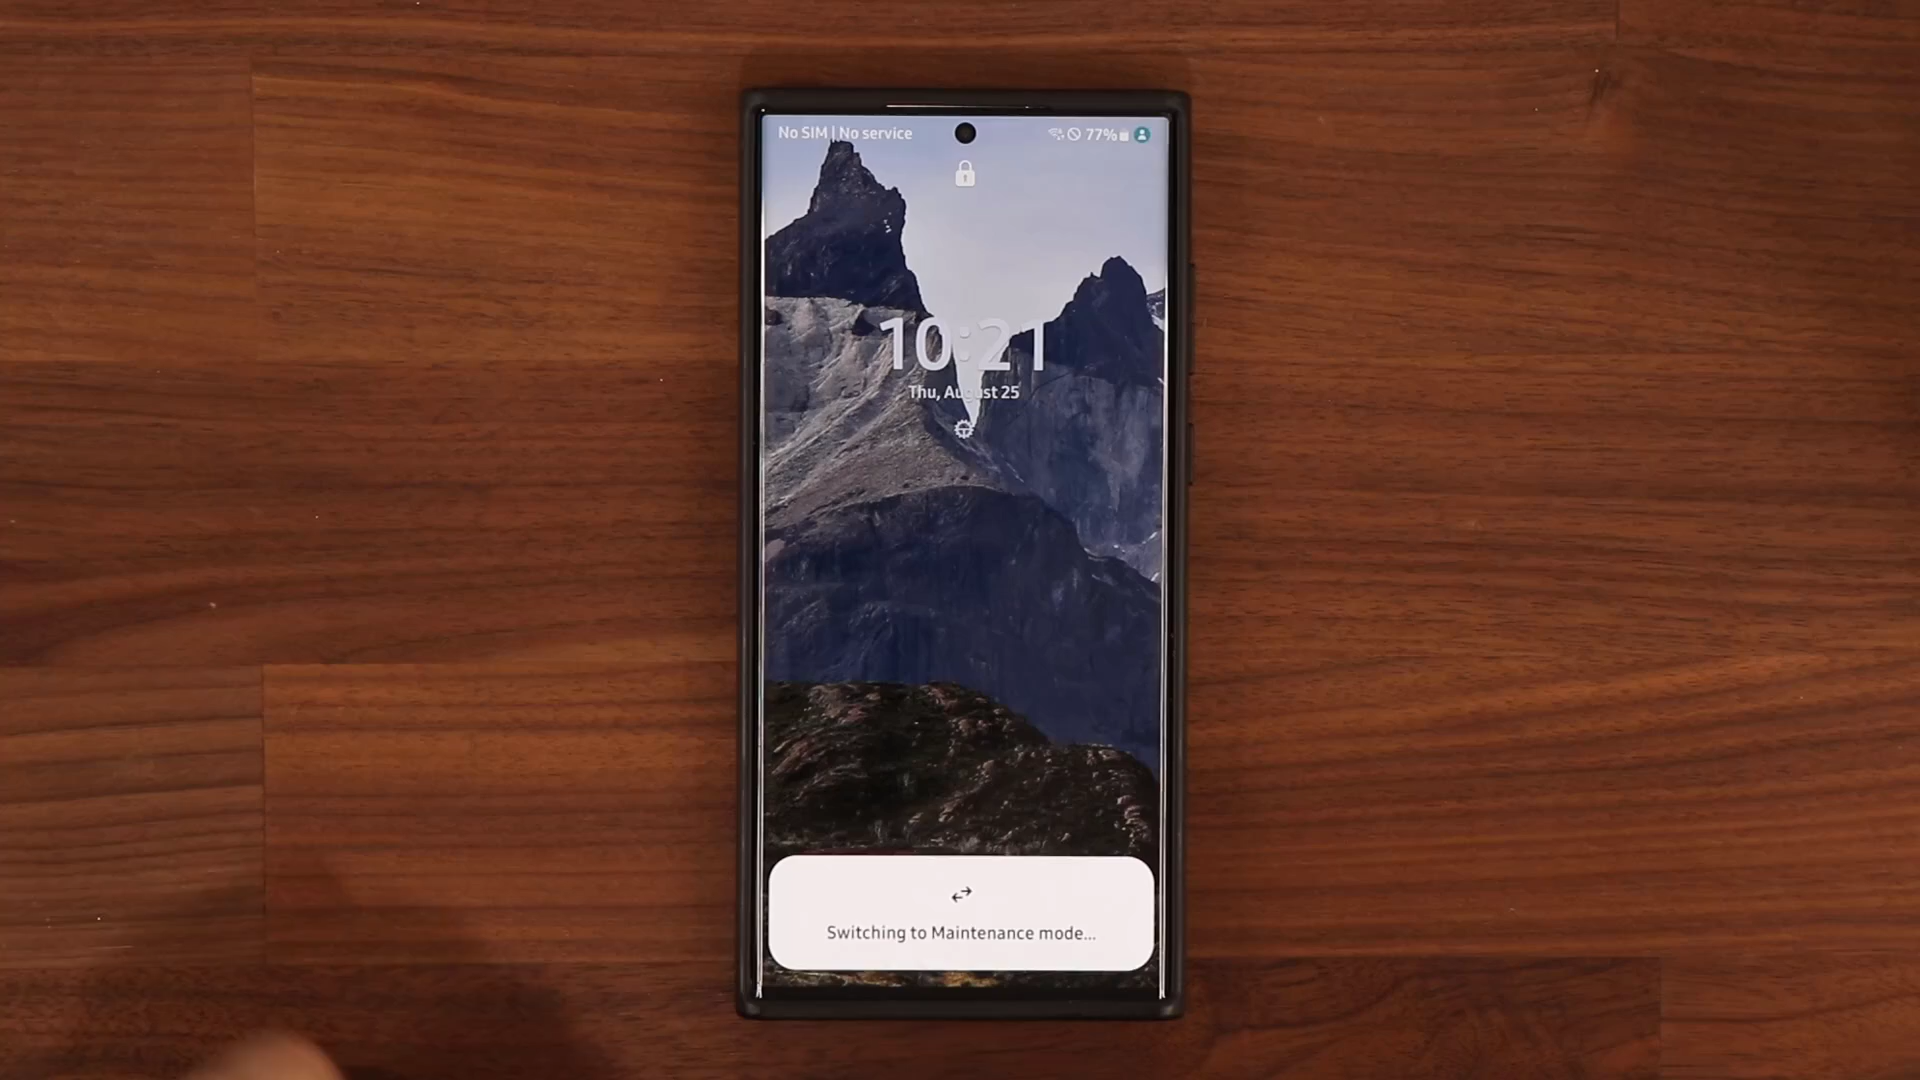 No SIM | No service 77%
10:21
Thu, August 25
Switching to Maintenance mode...